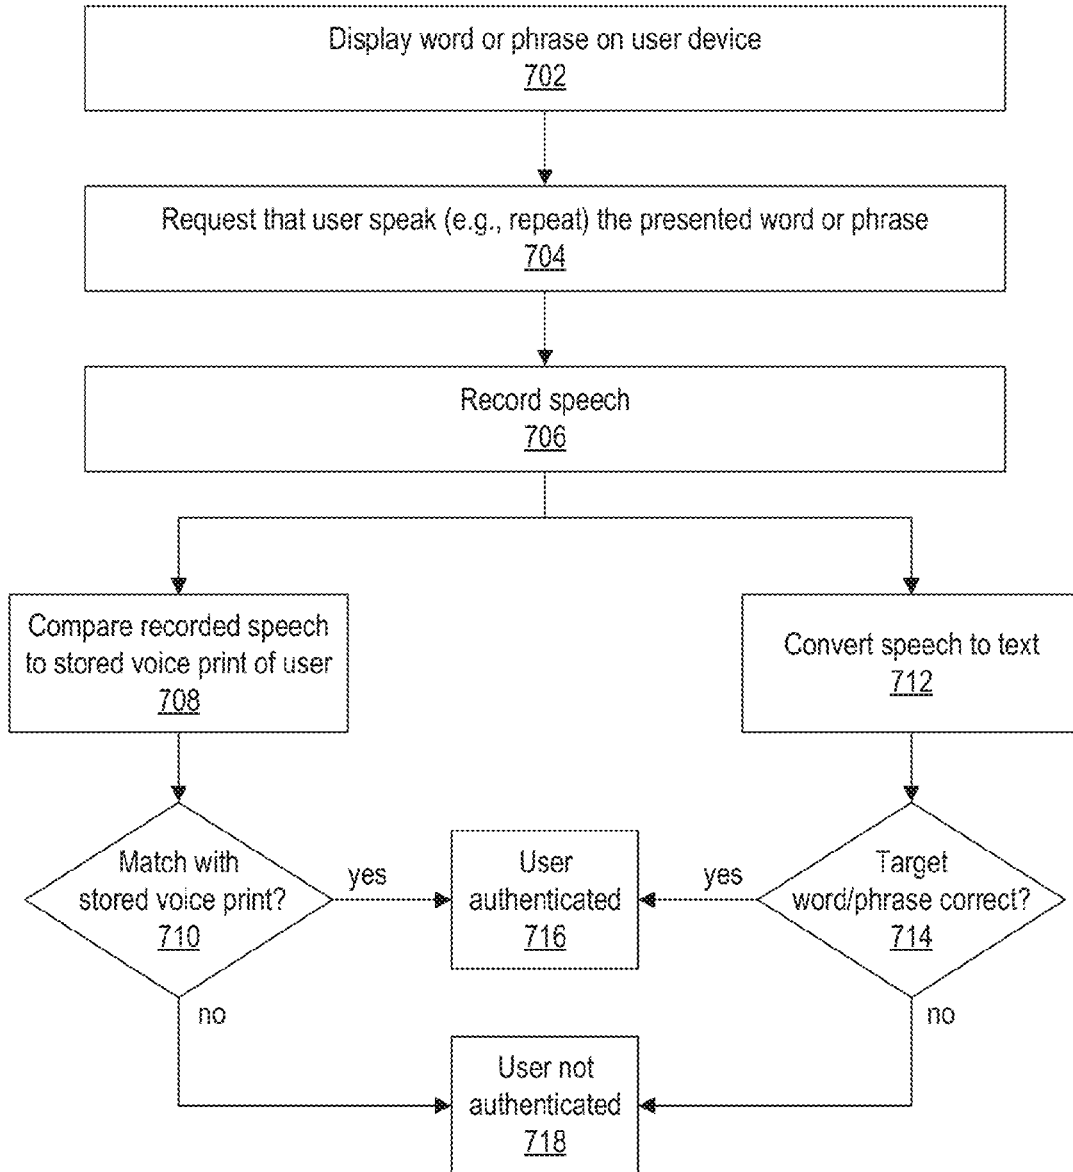 Display word or phrase on user device
702
Request that user speak (e.g., repeat) the presented word or phrase
704
Record speech
706
Compare recorded speech
to stored voice print of user
708
Convert speech to text
712
Match with
stored voice print?
710
yes
User
authenticated
716
yes
Target
word/phrase correct?
714
no
no
User not
authenticated
718